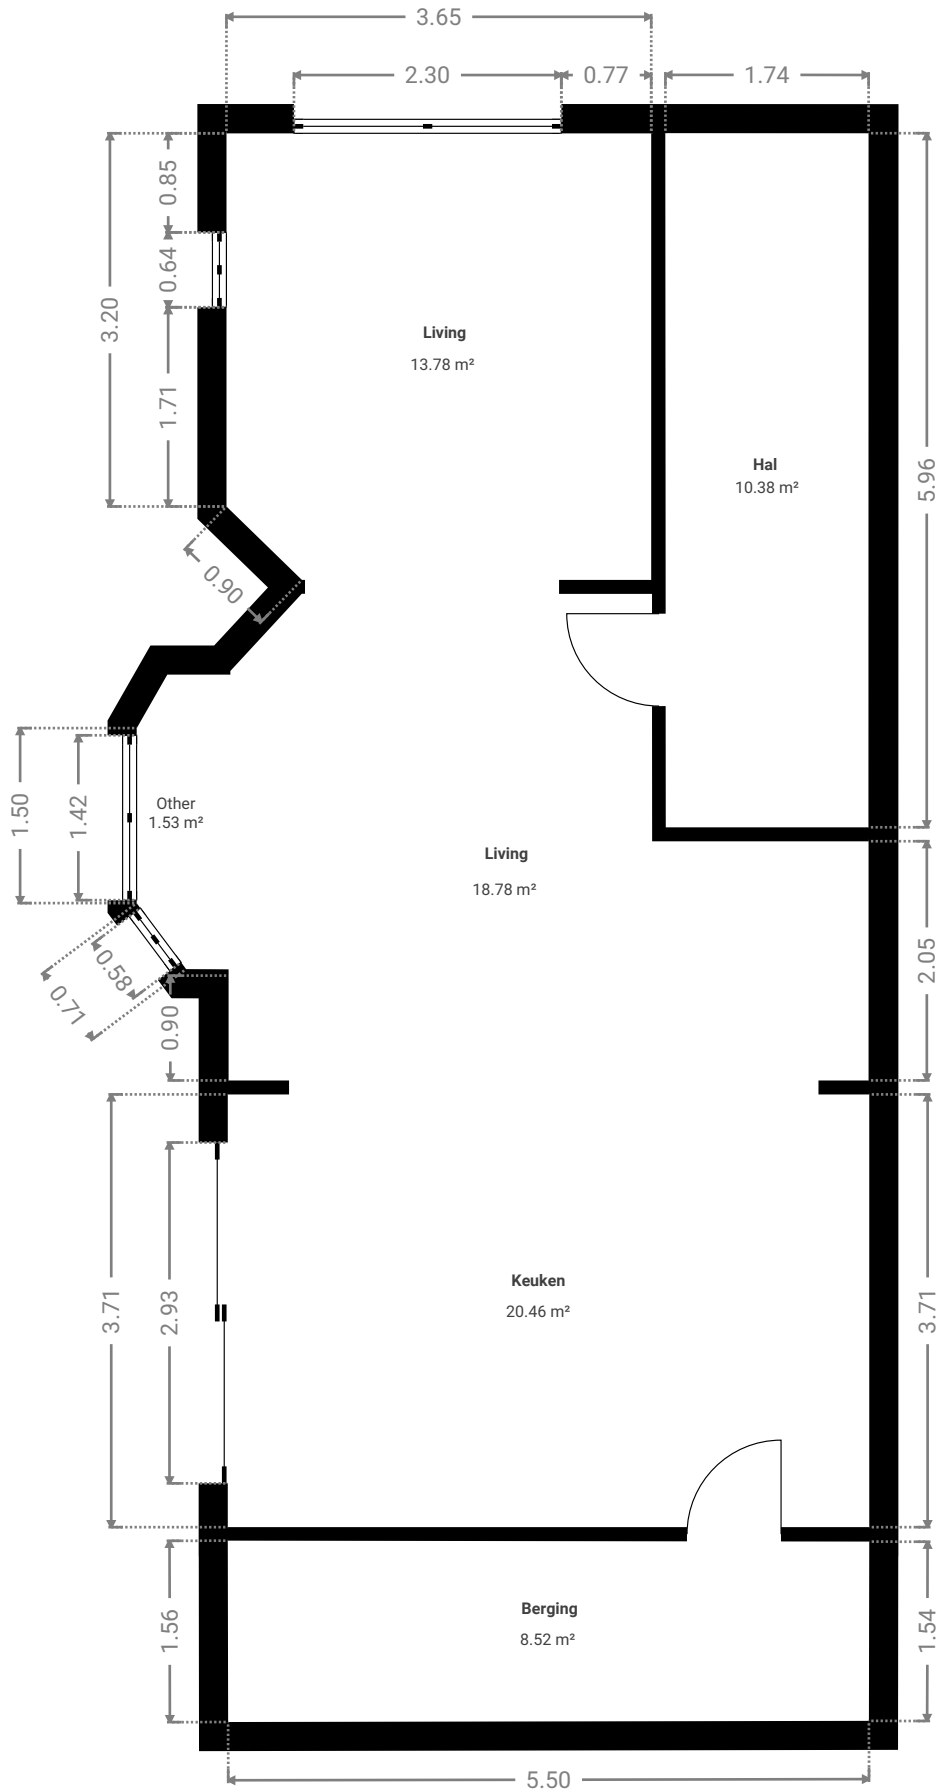 3.65
2.30
0.77
1.74
0.85
0.64
3.20
1.71
Living
13.78 m²
Hal
10.38 m²
5.96
0.90
1.50
1.42
Other
1.53 m²
Living
18.78 m²
0.58
0.71
0.90
2.05
3.71
2.93
Keuken
20.46 m²
3.71
1.56
Berging
8.52 m²
1.54
5.50